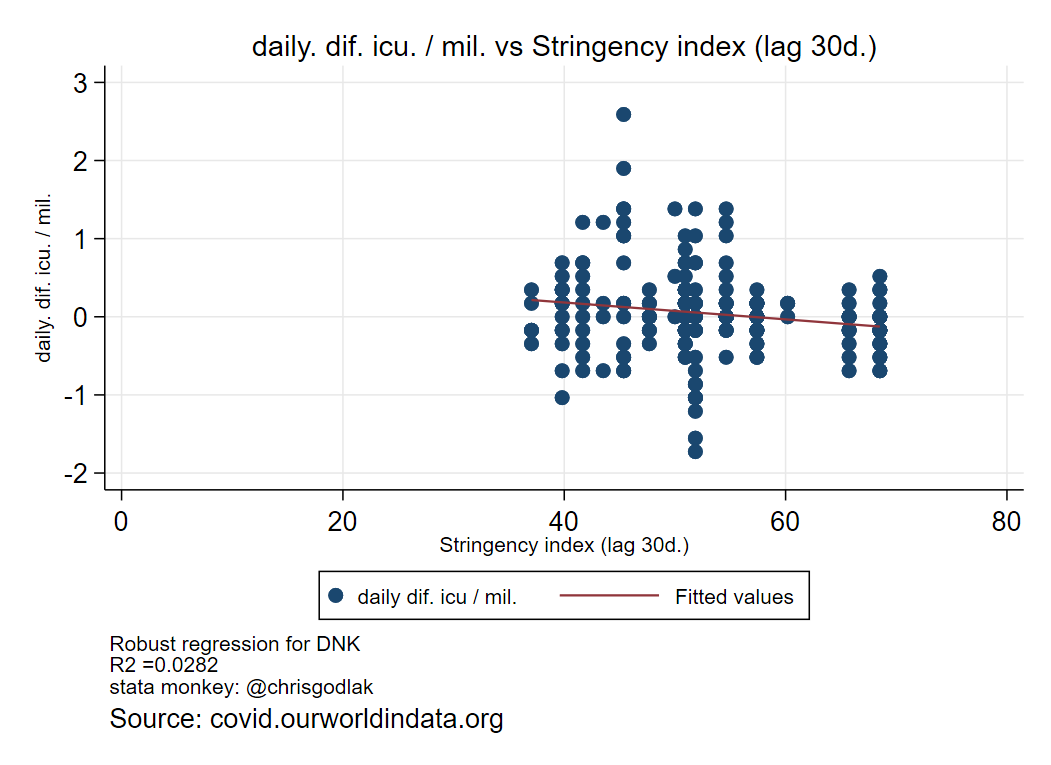 daily. dif. icu. / mil. vs Stringency index (lag 30d.)
3
2
1
0
-1
-2
daily. dif. icu. / mil.
0 20 40 60 80
Stringency index (lag 30d.)
daily dif. icu / mil. Fitted values
Robust regression for DNK
R2 =0.0282
stata monkey: @chrisgodlak
Source: covid.ourworldindata.org